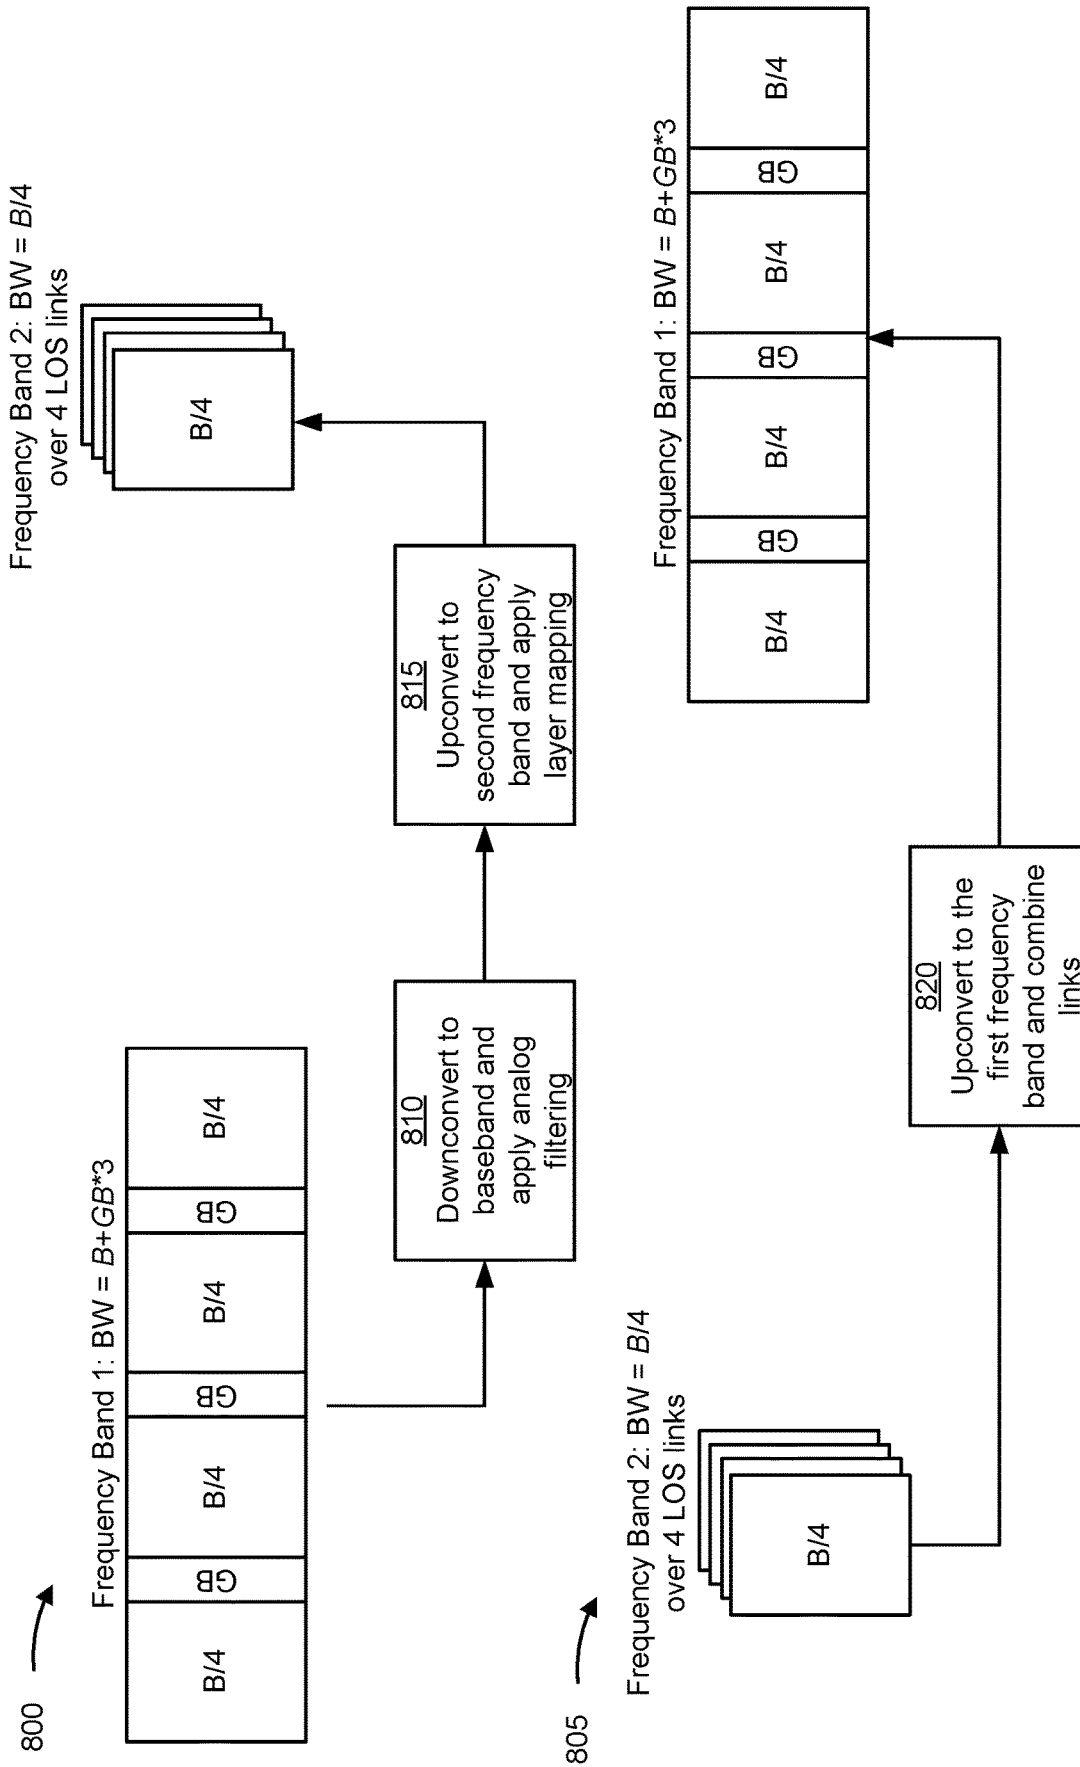 800
Frequency Band 1: BW = B+GB*3
B/4
GB
B/4
GB
B/4
GB
B/4
810
Downconvert to
baseband and
apply analog
filtering
815
Upconvert to
second frequency
band and apply
layer mapping
Frequency Band 2: BW = B/4
over 4 LOS links
B/4
805
Frequency Band 2: BW = B/4
over 4 LOS links
B/4
820
Upconvert to the
first frequency
band and combine
links
Frequency Band 1: BW = B+GB*3
B/4
GB
B/4
GB
B/4
GB
B/4